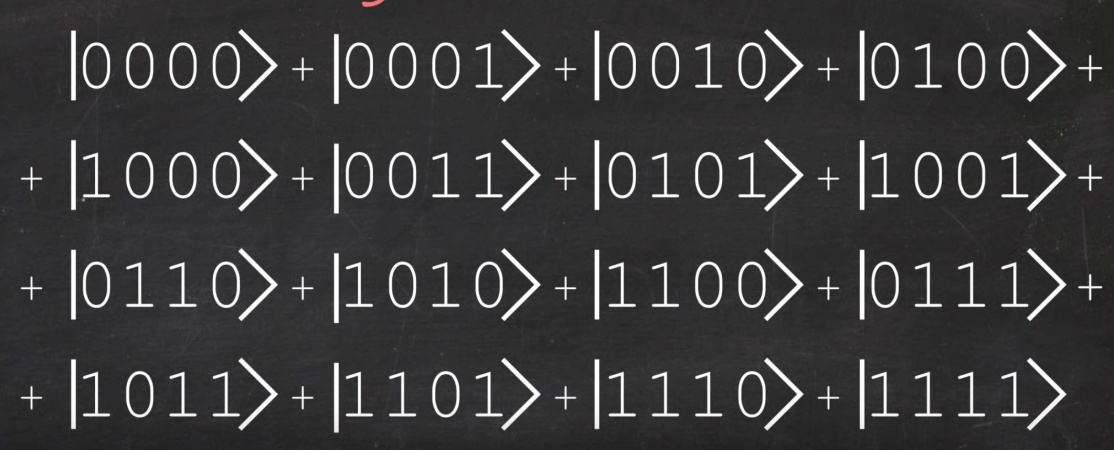 |0000⟩ + |0001⟩ + |0010⟩ + |0100⟩ +
+ |1000⟩ + |0011⟩ + |0101⟩ + |1001⟩ +
+ |0110⟩ + |1010⟩ + |1100⟩ + |0111⟩ +
+ |1011⟩ + |1101⟩ + |1110⟩ + |1111⟩